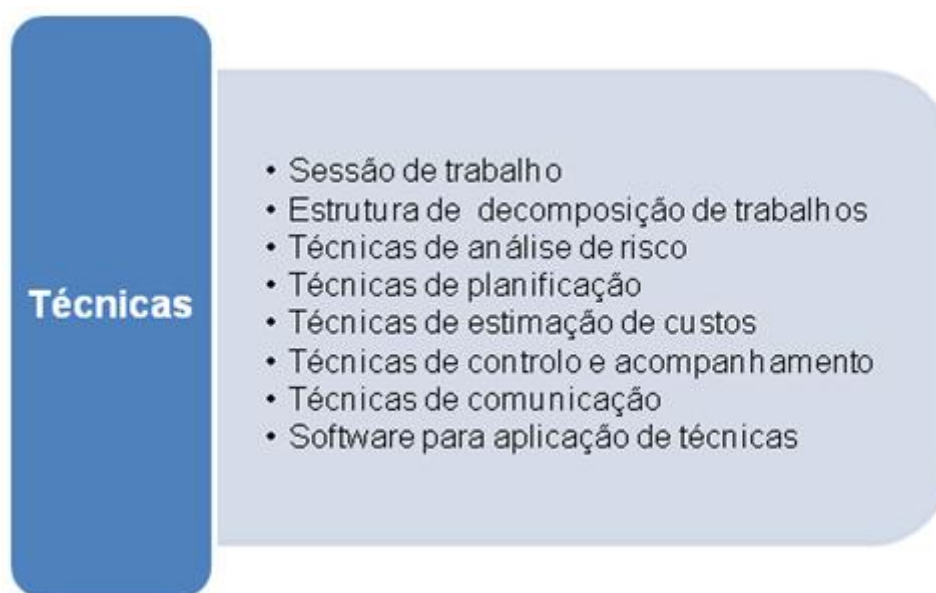 Técnicas
• Sessão de trabalho
• Estrutura de decomposição de trabalhos
• Técnicas de análise de risco
• Técnicas de planificação
• Técnicas de estimação de custos
• Técnicas de controlo e acompanhamento
• Técnicas de comunicação
• Software para aplicação de técnicas